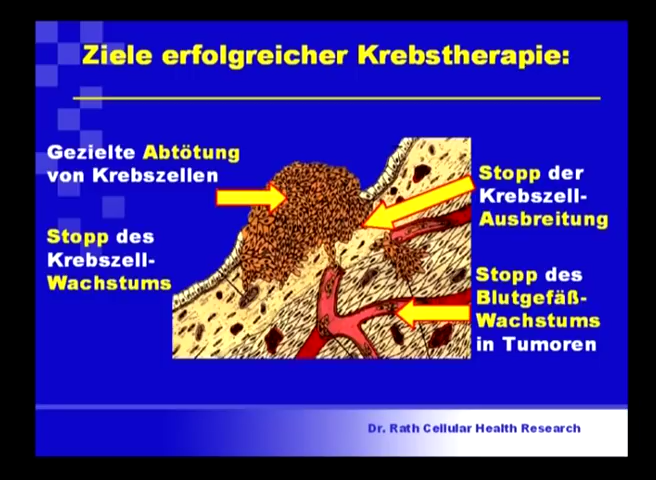 Ziele erfolgreicher Krebstherapie:
Gezielte Abtötung
von Krebszellen
Stopp des
Krebszell-
Wachstums
Stopp der
Krebszell-
Ausbreitung
Stopp des
Blutgefäß-
Wachstums
in Tumoren
Dr. Rath Cellular Health Research